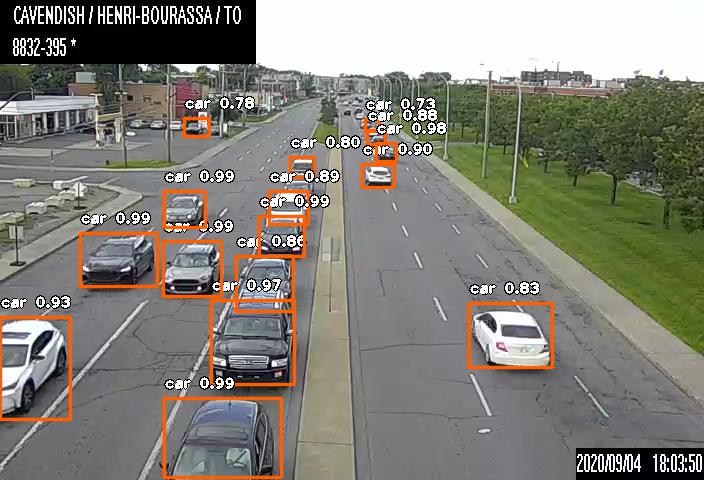 CAVENDISH / HENRI-BOURASSA / TO
8832-395 *
car 0.73
car 0.78
car 0.88
car 0.98
car 0.80
car 0.90
car 0.99
car 0.89
car 0.99
car 0.99
car 0.99
car 0.86
car 0.97
car 0.83
car 0.93
car 0.99
2020/09/04 18:03:50